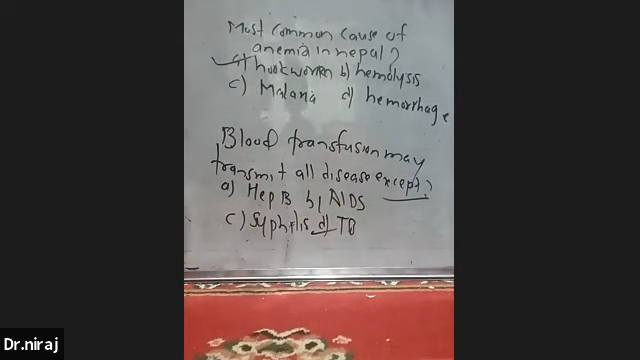 Most common cause of
anemia in nepal?
a) hookworm b) hemolysis
c) Malaria d) hemorrhage
Blood transfusion may
transmit all disease except?
a) Hep B b) AIDS
c) Syphilis d) TB
Dr.niraj